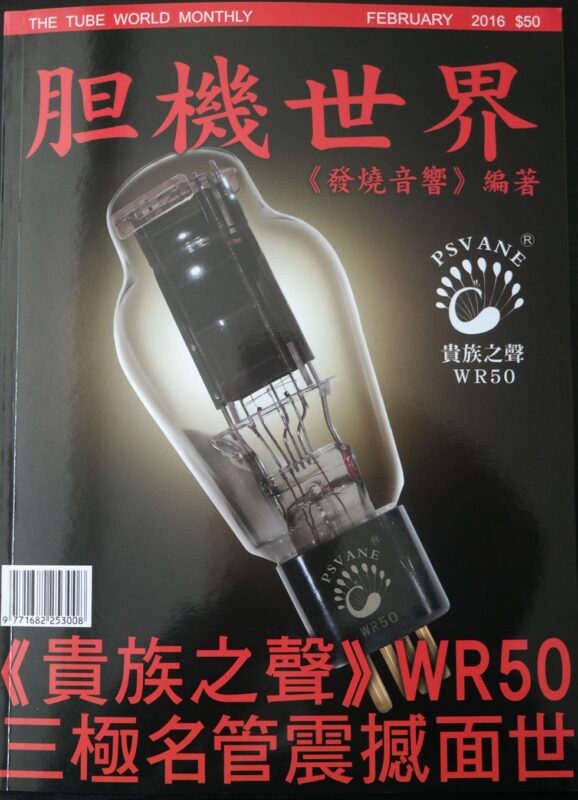 THE TUBE WORLD MONTHLY FEBRUARY 2016 $50
胆機世界
《發燒音響》編著
PSVANE®
貴族之聲
WR50
PSVANE®
WR50
9 771682 253008
《貴族之聲》WR50
三極名管震撼面世